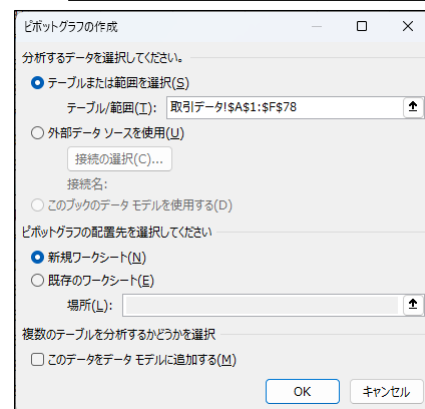 ピボットグラフの作成
分析するデータを選択してください。
テーブルまたは範囲を選択(S)
テーブル/範囲(T): 取引データ!$A$1:$F$78
外部データ ソースを使用(U)
接続の選択(C)...
接続名:
このブックのデータ モデルを使用する(D)
ピボットグラフの配置先を選択してください
新規ワークシート(N)
既存のワークシート(E)
場所(L):
複数のテーブルを分析するかどうかを選択
このデータをデータ モデルに追加する(M)
OK キャンセル